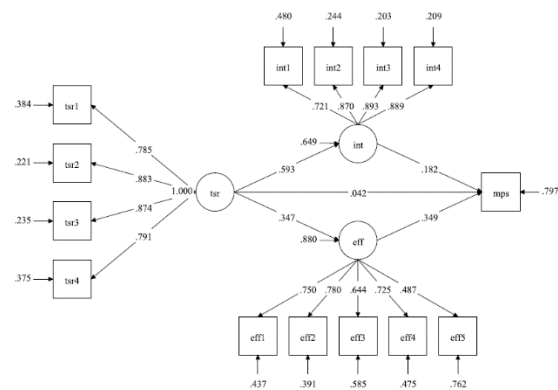 .480 .244 .203 .209
int1 int2 int3 int4
.384 tsr1
.721 .870 .893 .889
.785
.649 int
.221 tsr2
.883 .593 .182
1.000 tsr .042 mps .797
.874
.235 tsr3
.347 .349
.791
.880 eff
.375 tsr4
.750 .780 .644 .725 .487
eff1 eff2 eff3 eff4 eff5
.437 .391 .585 .475 .762